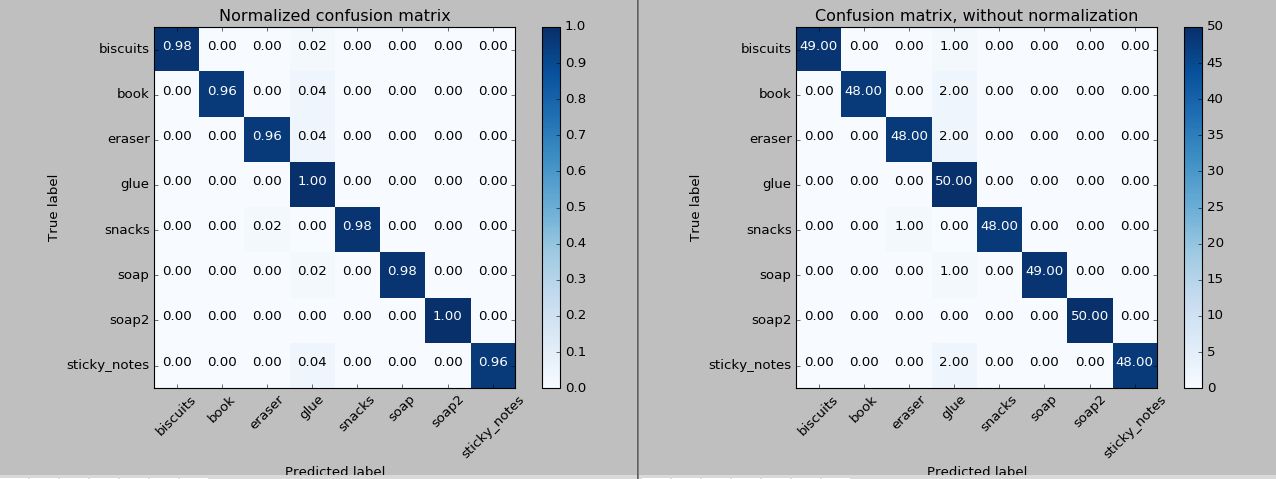 Normalized confusion matrix
biscuits 0.98 0.00 0.00 0.02 0.00 0.00 0.00 0.00
book 0.00 0.96 0.00 0.04 0.00 0.00 0.00 0.00
eraser 0.00 0.00 0.96 0.04 0.00 0.00 0.00 0.00
glue 0.00 0.00 0.00 1.00 0.00 0.00 0.00 0.00
snacks 0.00 0.00 0.02 0.00 0.98 0.00 0.00 0.00
soap 0.00 0.00 0.00 0.02 0.00 0.98 0.00 0.00
soap2 0.00 0.00 0.00 0.00 0.00 0.00 1.00 0.00
sticky_notes 0.00 0.00 0.00 0.04 0.00 0.00 0.00 0.96
True label
biscuits book eraser glue snacks soap soap2 sticky_notes
Predicted label
1.0
0.9
0.8
0.7
0.6
0.5
0.4
0.3
0.2
0.1
0.0
Confusion matrix, without normalization
biscuits 49.00 0.00 0.00 1.00 0.00 0.00 0.00 0.00
book 0.00 48.00 0.00 2.00 0.00 0.00 0.00 0.00
eraser 0.00 0.00 48.00 2.00 0.00 0.00 0.00 0.00
glue 0.00 0.00 0.00 50.00 0.00 0.00 0.00 0.00
snacks 0.00 0.00 1.00 0.00 48.00 0.00 0.00 0.00
soap 0.00 0.00 0.00 1.00 0.00 49.00 0.00 0.00
soap2 0.00 0.00 0.00 0.00 0.00 0.00 50.00 0.00
sticky_notes 0.00 0.00 0.00 2.00 0.00 0.00 0.00 48.00
True label
biscuits book eraser glue snacks soap soap2 sticky_notes
Predicted label
50
45
40
35
30
25
20
15
10
5
0